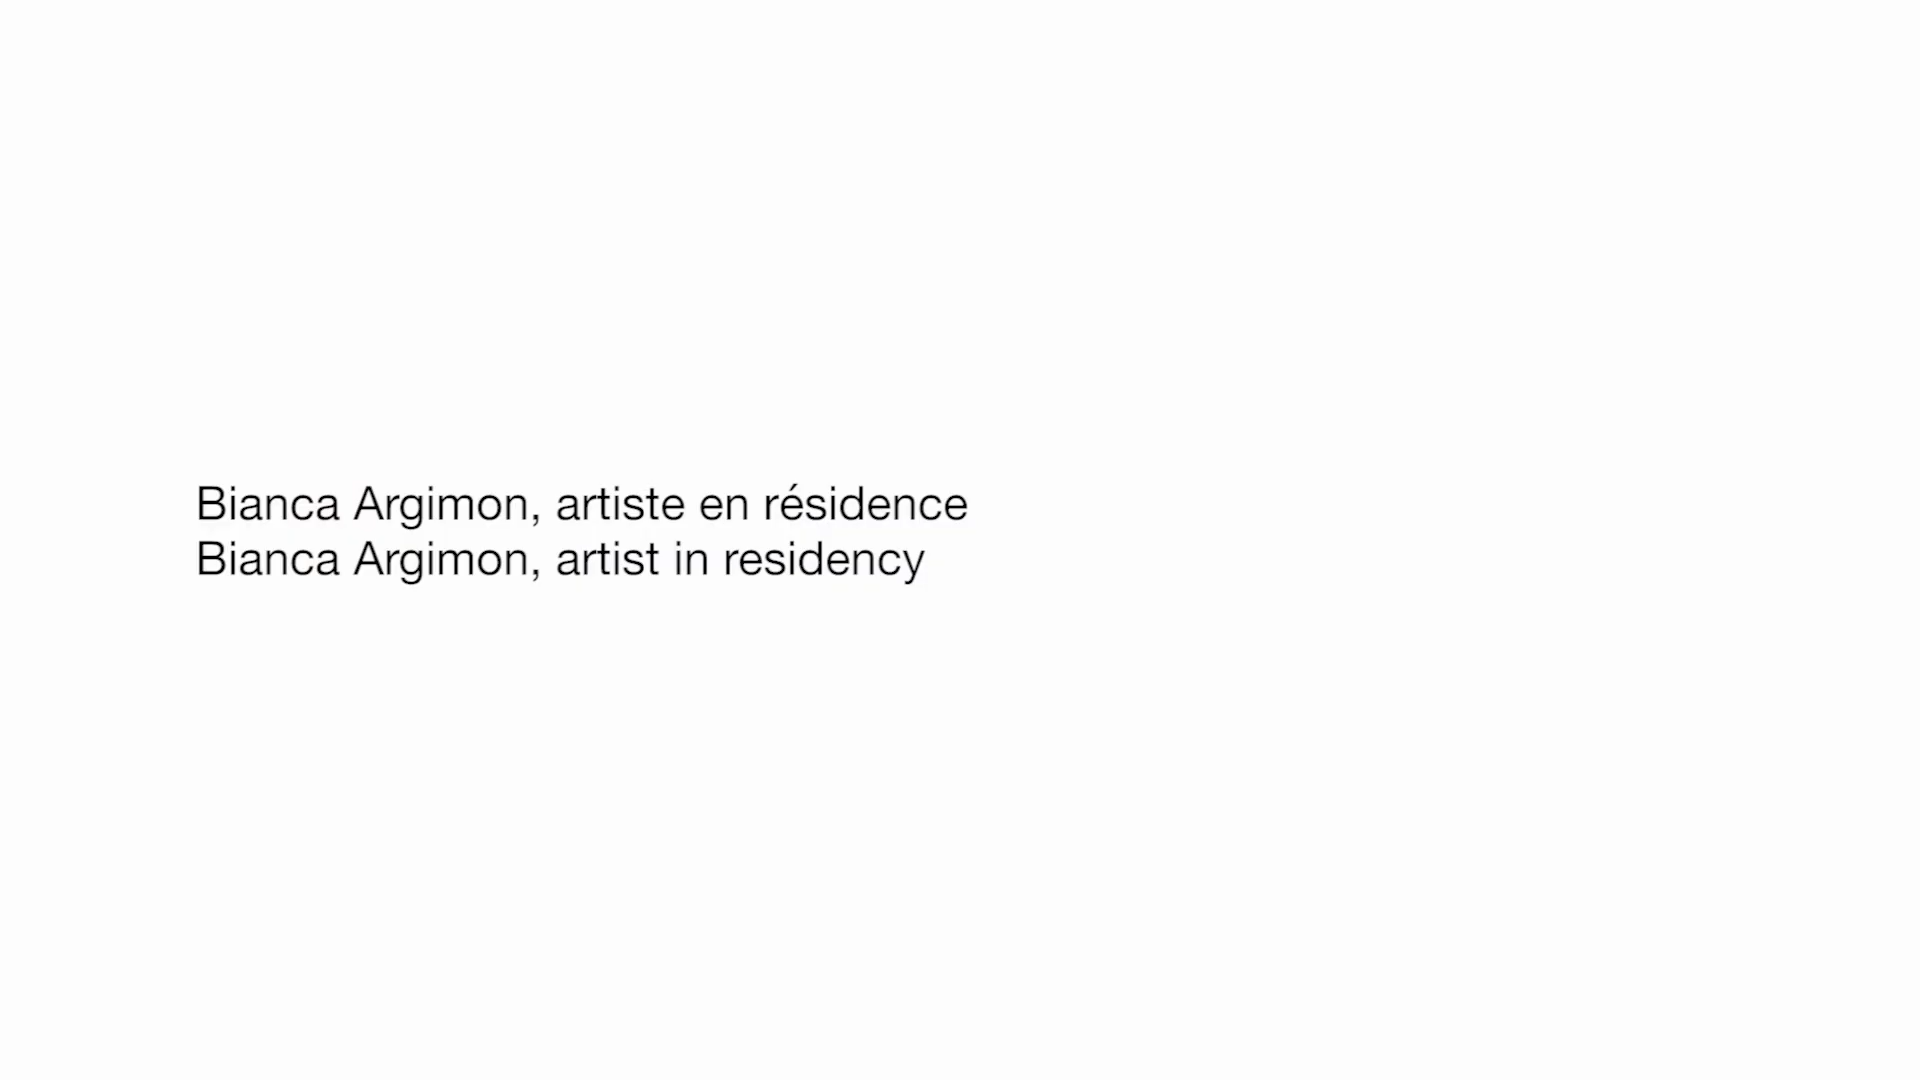 Bianca Argimon, artiste en résidence
Bianca Argimon, artist in residency